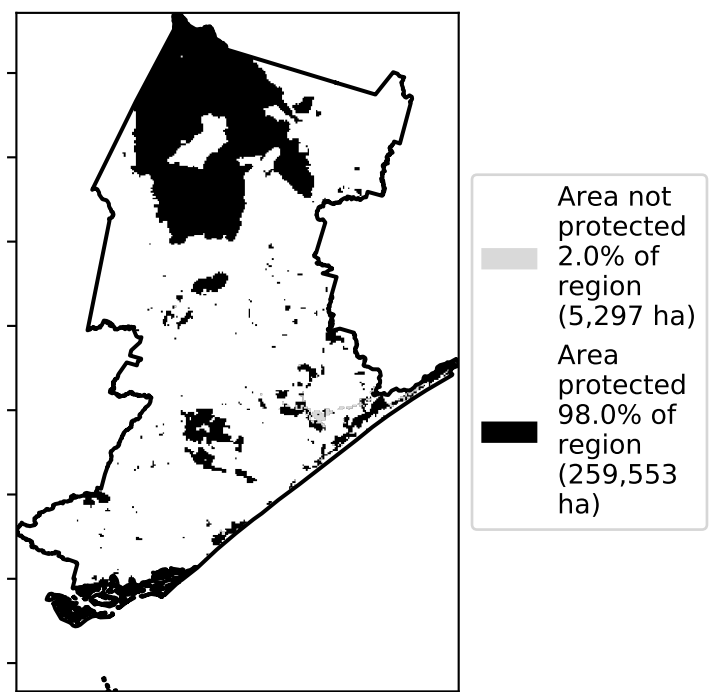 Area not
protected
2.0% of
region
(5,297 ha)
Area
protected
98.0% of
region
(259,553
ha)